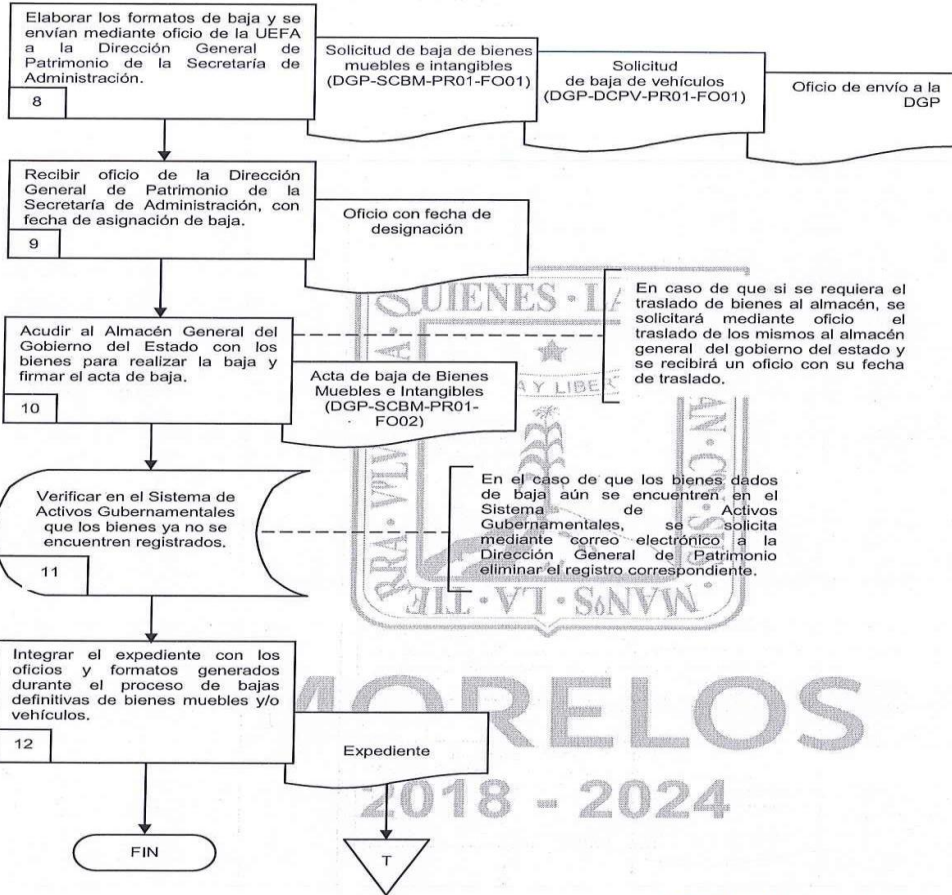 Elaborar los formatos de baja y se
envían mediante oficio de la UEFA
a la Dirección General de
Patrimonio de la Secretaría de
Administración.
8
Solicitud de baja de bienes
muebles e intangibles
(DGP-SCBM-PR01-FO01)
Solicitud
de baja de vehículos
(DGP-DCPV-PR01-FO01)
Oficio de envío a la
DGP
Recibir oficio de la Dirección
General de Patrimonio de la
Secretaría de Administración, con
fecha de asignación de baja.
9
Oficio con fecha de
designación
Acudir al Almacén General del
Gobierno del Estado con los
bienes para realizar la baja y
firmar el acta de baja.
10
Acta de baja de Bienes
Muebles e Intangibles
(DGP-SCBM-PR01-
FO02)
En caso de que si se requiera el
traslado de bienes al almacén, se
solicitará mediante oficio el
traslado de los mismos al almacén
general del gobierno del estado y
se recibirá un oficio con su fecha
de traslado.
Verificar en el Sistema de
Activos Gubernamentales
que los bienes ya no se
encuentren registrados.
11
En el caso de que los bienes dados
de baja aún se encuentren en el
Sistema de Activos
Gubernamentales, se solicita
mediante correo electrónico a la
Dirección General de Patrimonio
eliminar el registro correspondiente.
Integrar el expediente con los
oficios y formatos generados
durante el proceso de bajas
definitivas de bienes muebles y/o
vehículos.
12
Expediente
FIN
T
QUIENES · LA
A Y LIBER
AN · CON · SUS
MANOS · LA · TIE
RRA · VUELVA · A
MORELOS
2018 - 2024